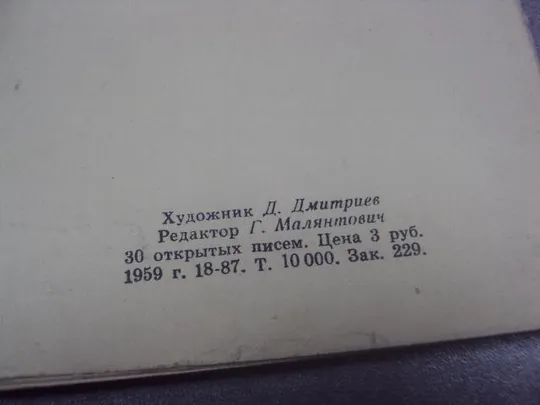 Художник Д. Дмитриев
Редактор Г. Малянтович
30 открытых писем. Цена 3 руб.
1959 г. 18-87. Т. 10 000. Зак. 229.